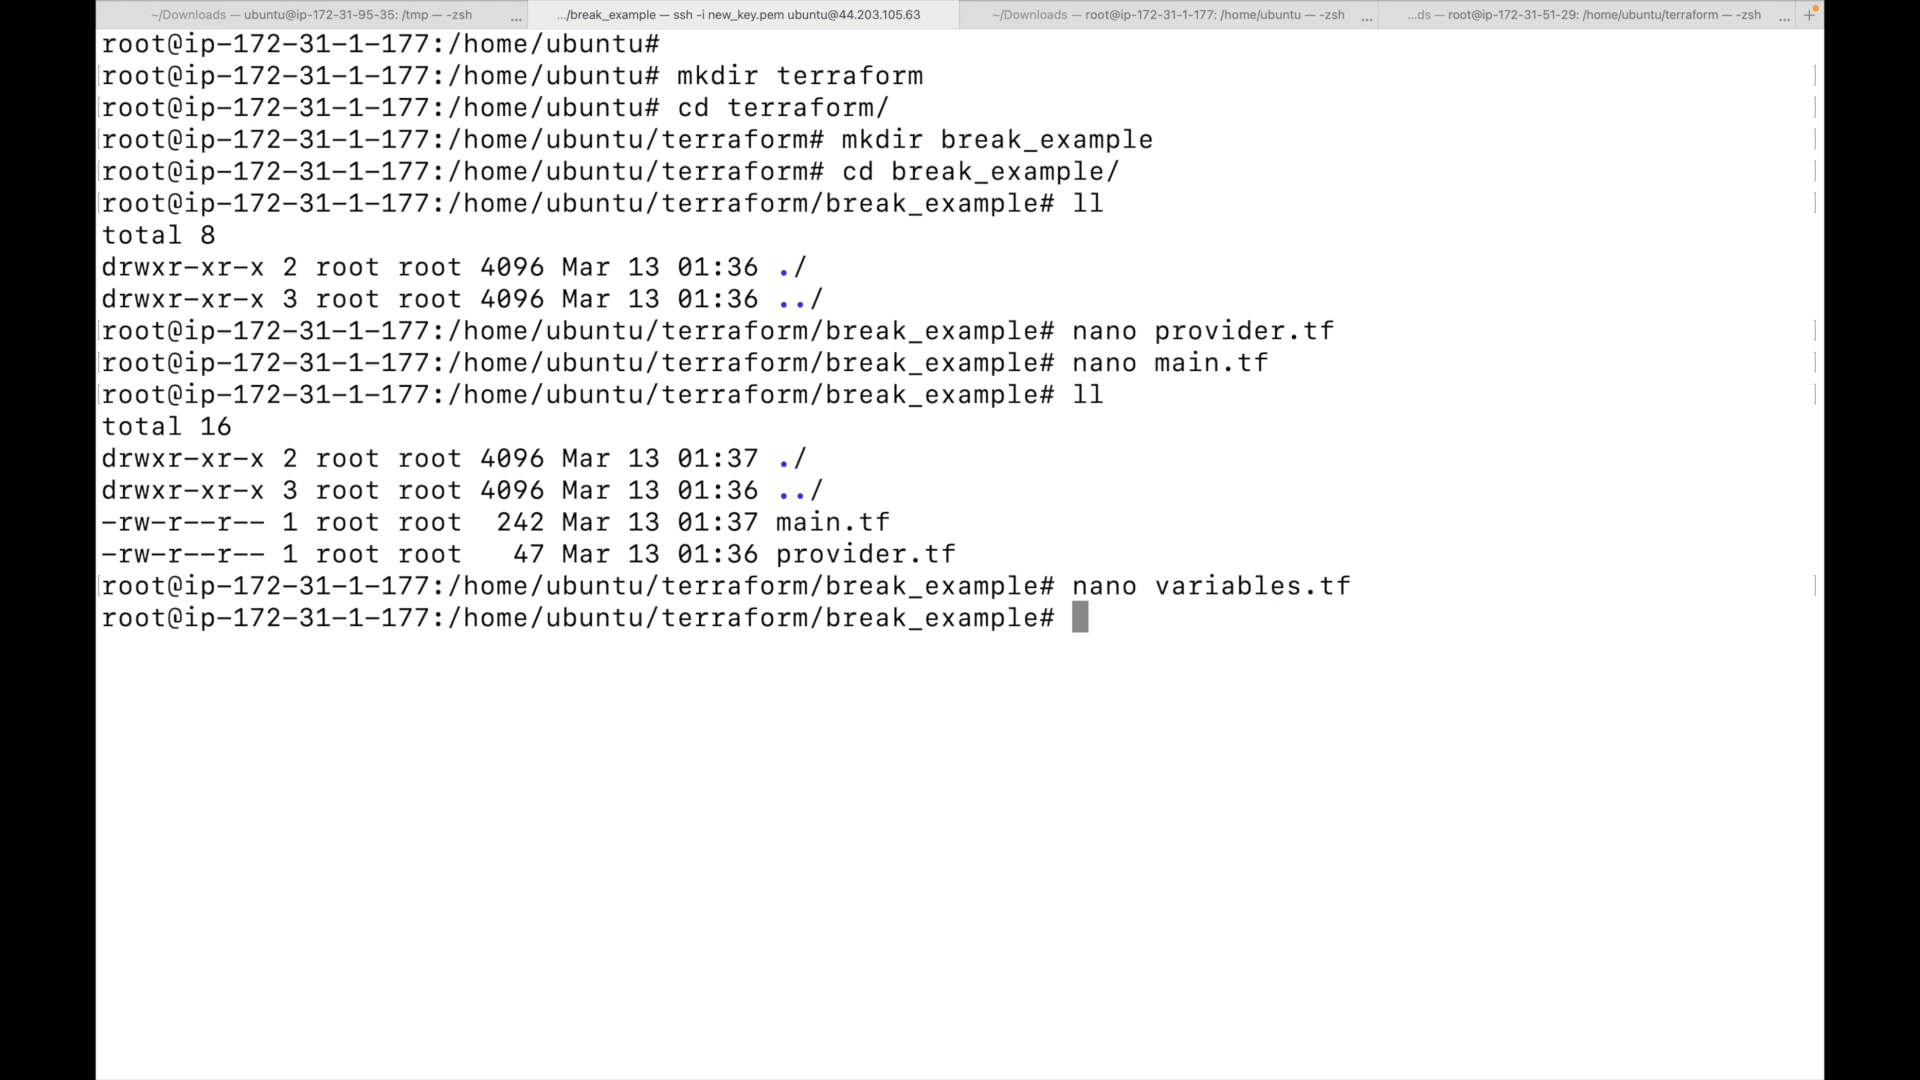 ~/Downloads — ubuntu@ip-172-31-95-35: /tmp — -zsh ... .../break_example — ssh -i new_key.pem ubuntu@44.203.105.63 ~/Downloads — root@ip-172-31-1-177: /home/ubuntu — -zsh ... ...ds — root@ip-172-31-51-29: /home/ubuntu/terraform — -zsh ... +
root@ip-172-31-1-177:/home/ubuntu#
root@ip-172-31-1-177:/home/ubuntu# mkdir terraform
root@ip-172-31-1-177:/home/ubuntu# cd terraform/
root@ip-172-31-1-177:/home/ubuntu/terraform# mkdir break_example
root@ip-172-31-1-177:/home/ubuntu/terraform# cd break_example/
root@ip-172-31-1-177:/home/ubuntu/terraform/break_example# ll
total 8
drwxr-xr-x 2 root root 4096 Mar 13 01:36 ./
drwxr-xr-x 3 root root 4096 Mar 13 01:36 ../
root@ip-172-31-1-177:/home/ubuntu/terraform/break_example# nano provider.tf
root@ip-172-31-1-177:/home/ubuntu/terraform/break_example# nano main.tf
root@ip-172-31-1-177:/home/ubuntu/terraform/break_example# ll
total 16
drwxr-xr-x 2 root root 4096 Mar 13 01:37 ./
drwxr-xr-x 3 root root 4096 Mar 13 01:36 ../
-rw-r--r-- 1 root root  242 Mar 13 01:37 main.tf
-rw-r--r-- 1 root root   47 Mar 13 01:36 provider.tf
root@ip-172-31-1-177:/home/ubuntu/terraform/break_example# nano variables.tf
root@ip-172-31-1-177:/home/ubuntu/terraform/break_example#